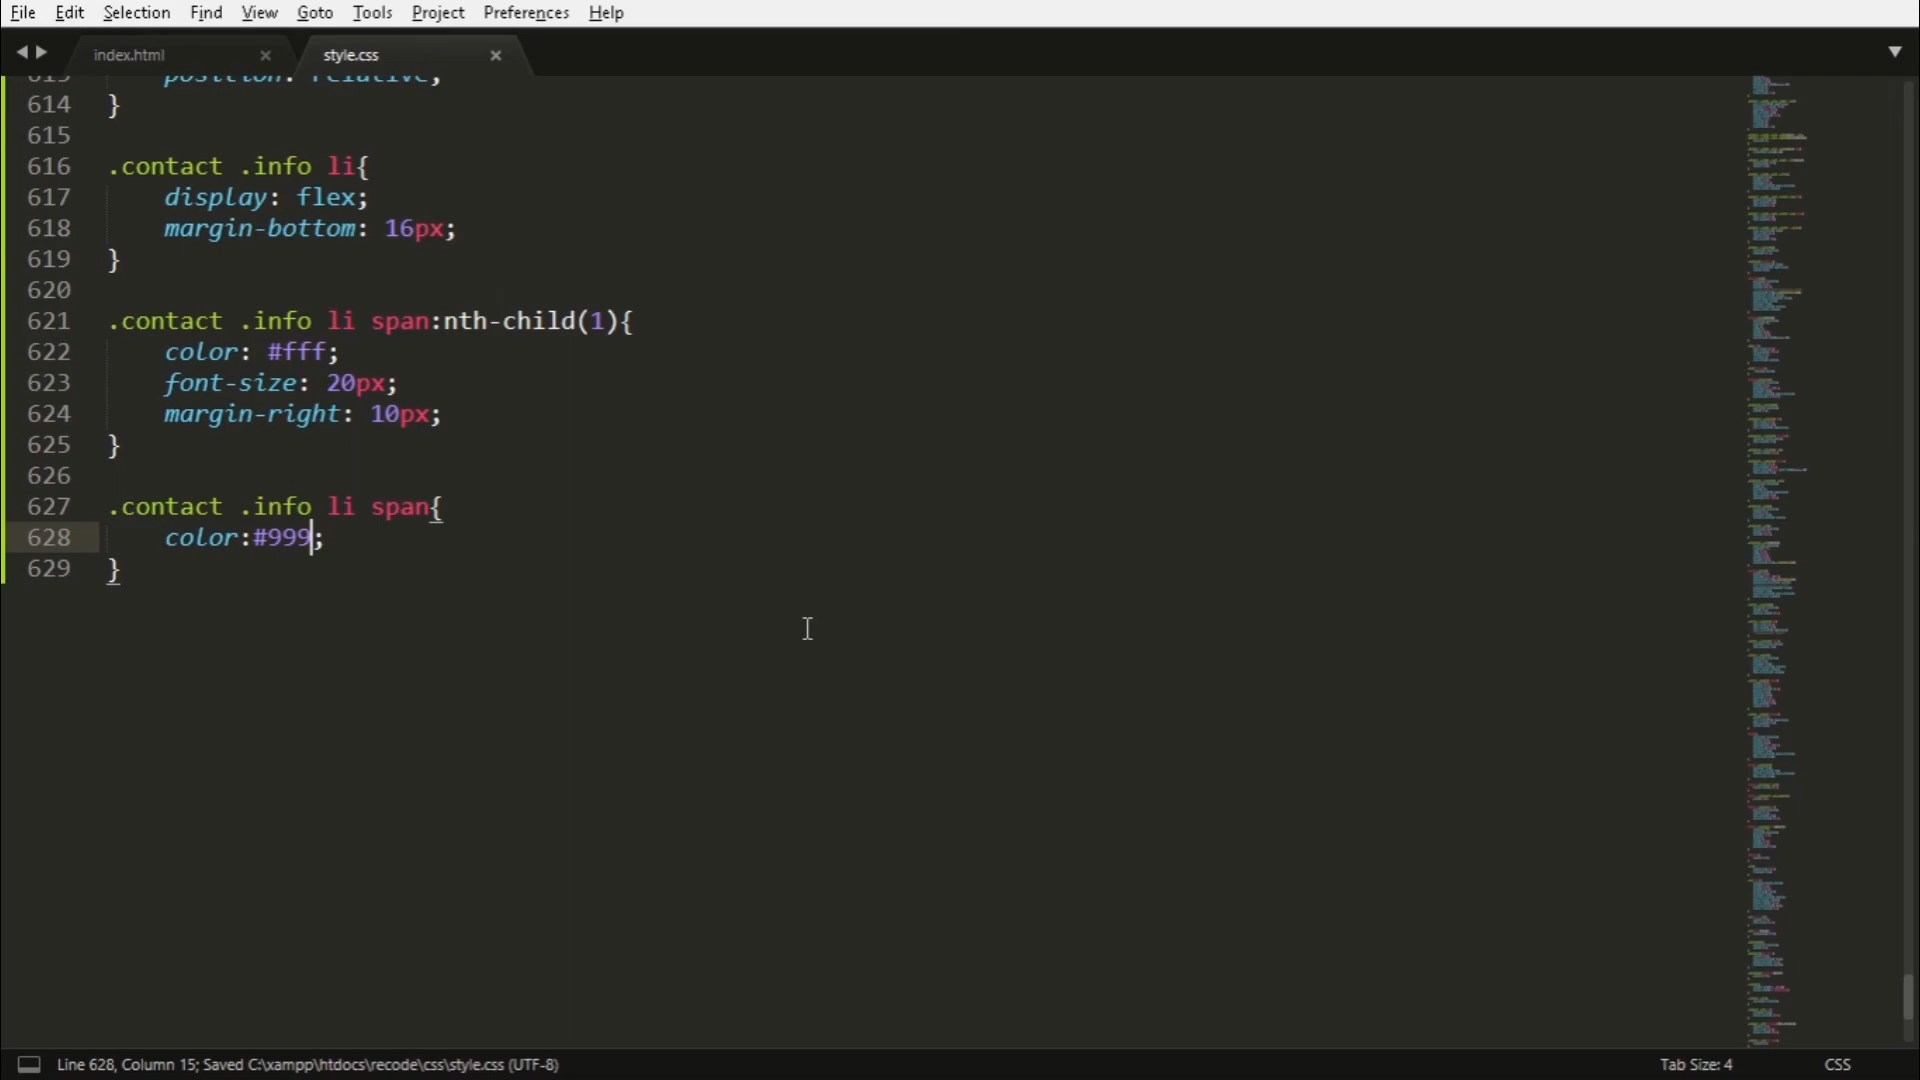 File Edit Selection Find View Goto Tools Project Preferences Help
index.html × style.css ×
613 position: relative;
614 }
615
616 .contact .info li{
617 display: flex;
618 margin-bottom: 16px;
619 }
620
621 .contact .info li span:nth-child(1){
622 color: #fff;
623 font-size: 20px;
624 margin-right: 10px;
625 }
626
627 .contact .info li span{
628 color:#999;
629 }
Line 628, Column 15; Saved C:\xampp\htdocs\recode\css\style.css (UTF-8) Tab Size: 4 CSS